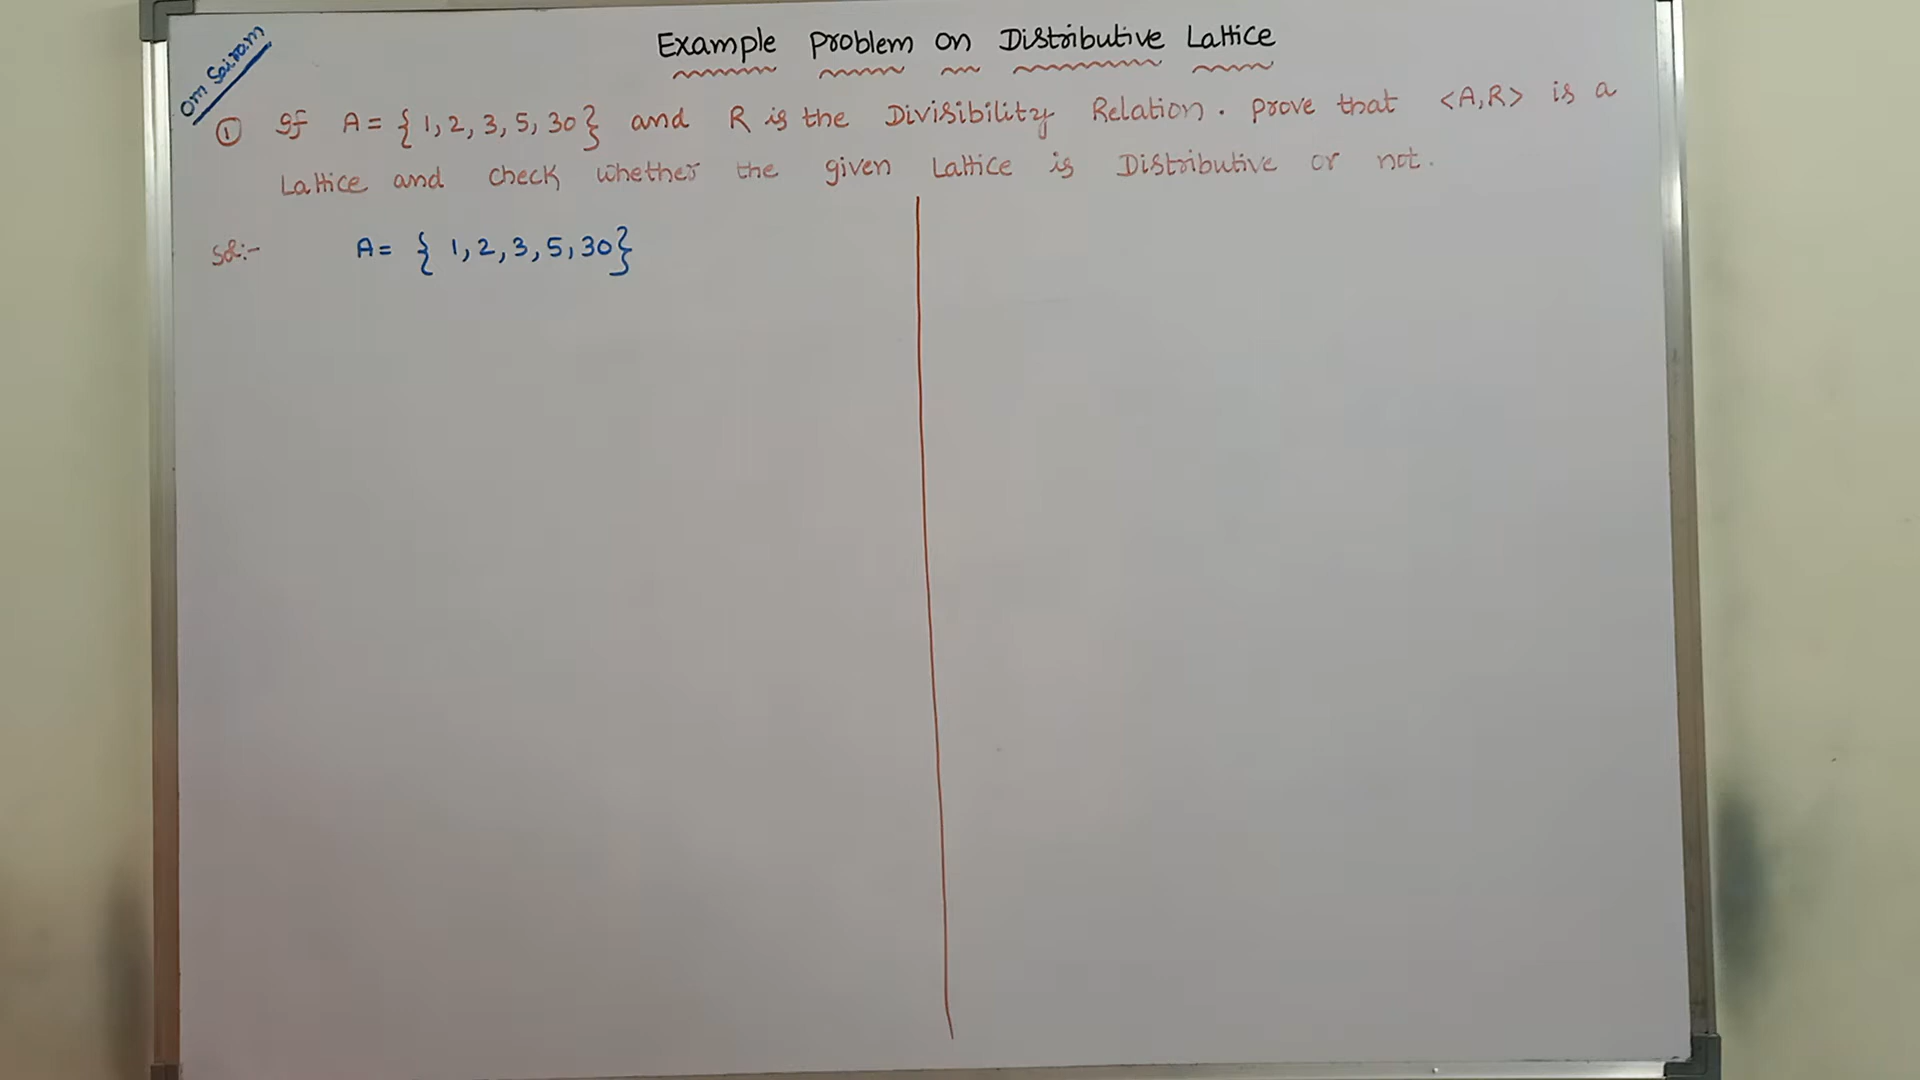 Om Sairam
Example Problem on Distributive Lattice
① If A = { 1, 2, 3, 5, 30 } and R is the Divisibility Relation. prove that <A,R> is a
Lattice and check whether the given Lattice is Distributive or not.
Sol:- A = { 1, 2, 3, 5, 30 }